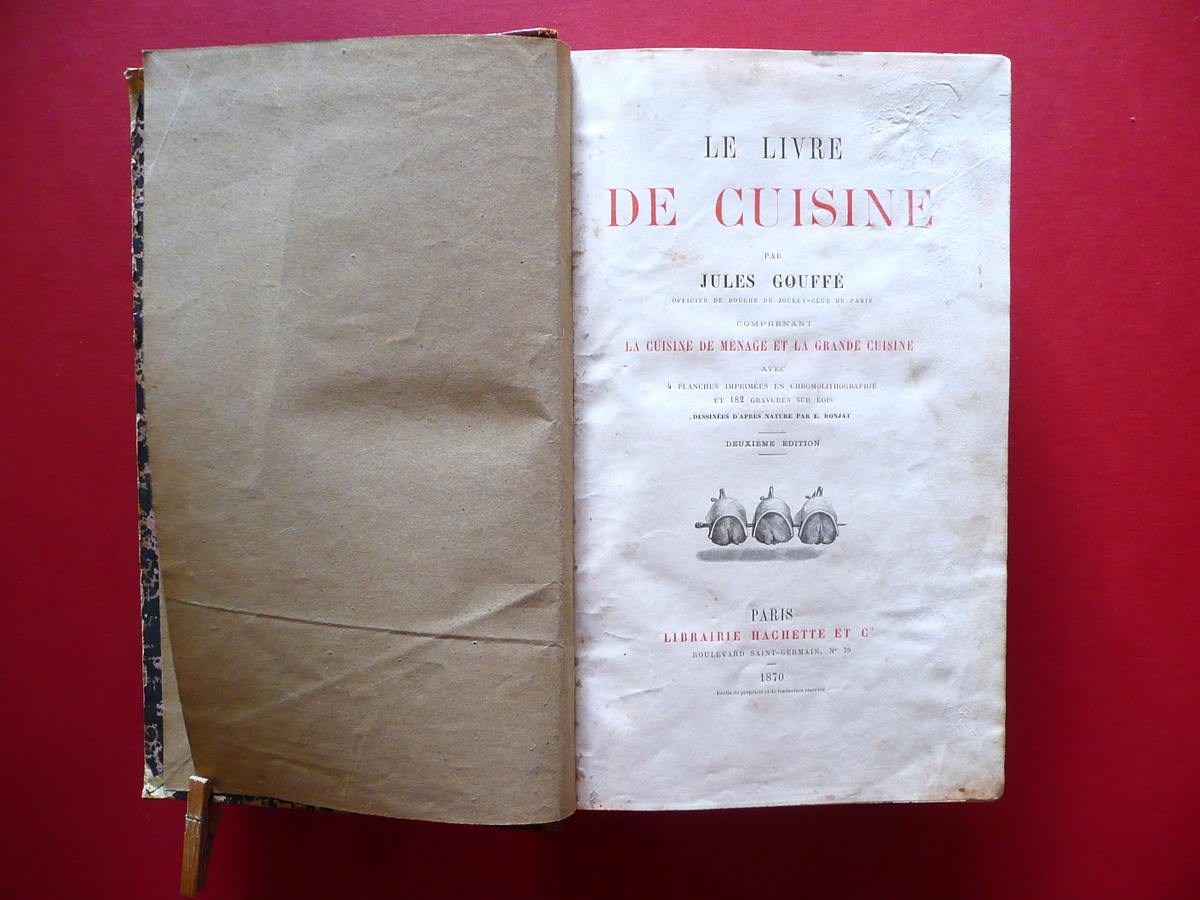 LE LIVRE
DE CUISINE
PAR
JULES GOUFFÉ
OFFICIER DE BOUCHE DU JOCKEY-CLUB DE PARIS
COMPRENANT
LA CUISINE DE MÉNAGE ET LA GRANDE CUISINE
AVEC
4 PLANCHES IMPRIMÉES EN CHROMOLITHOGRAPHIE
ET 182 GRAVURES SUR BOIS
DESSINÉES D'APRÈS NATURE PAR E. RONJAT
DEUXIÈME ÉDITION
PARIS
LIBRAIRIE HACHETTE ET Cie
BOULEVARD SAINT-GERMAIN, No 79
1870
Droits de propriété et de traduction réservés